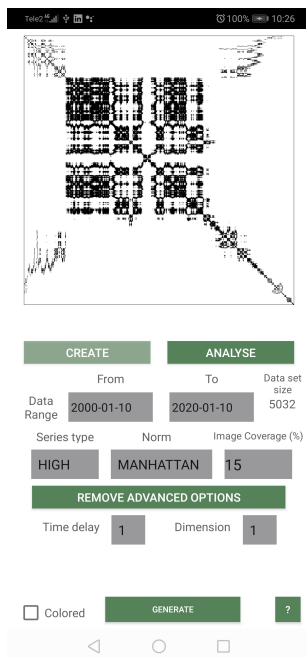 Tele2 100% 10:26
CREATE ANALYSE
From To Data set size
Data Range 2000-01-10 2020-01-10 5032
Series type Norm Image Coverage (%)
HIGH MANHATTAN 15
REMOVE ADVANCED OPTIONS
Time delay 1 Dimension 1
Colored GENERATE ?